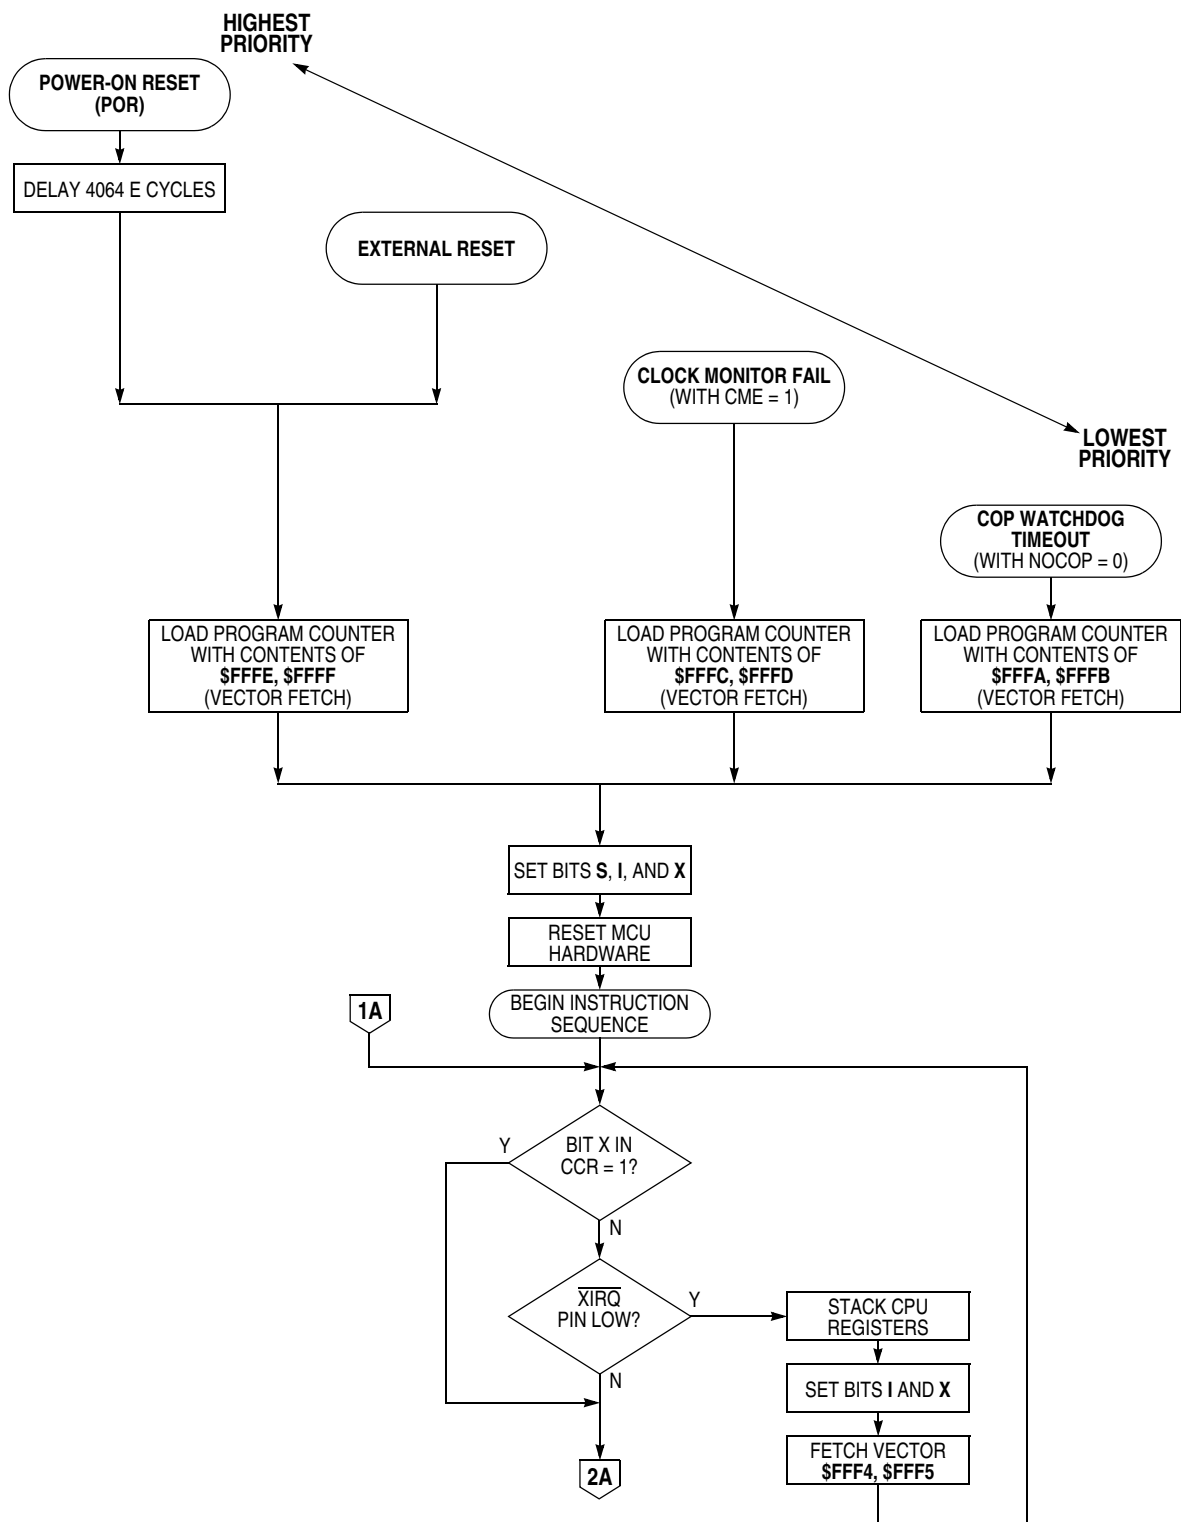 HIGHEST
PRIORITY
POWER-ON RESET
(POR)
DELAY 4064 E CYCLES
EXTERNAL RESET
CLOCK MONITOR FAIL
(WITH CME = 1)
LOWEST
PRIORITY
COP WATCHDOG
TIMEOUT
(WITH NOCOP = 0)
LOAD PROGRAM COUNTER
WITH CONTENTS OF
$FFFE, $FFFF
(VECTOR FETCH)
LOAD PROGRAM COUNTER
WITH CONTENTS OF
$FFFC, $FFFD
(VECTOR FETCH)
LOAD PROGRAM COUNTER
WITH CONTENTS OF
$FFFA, $FFFB
(VECTOR FETCH)
SET BITS S, I, AND X
RESET MCU
HARDWARE
BEGIN INSTRUCTION
SEQUENCE
1A
BIT X IN
CCR = 1?
Y
N
XIRQ
PIN LOW?
Y
N
STACK CPU
REGISTERS
SET BITS I AND X
FETCH VECTOR
$FFF4, $FFF5
2A